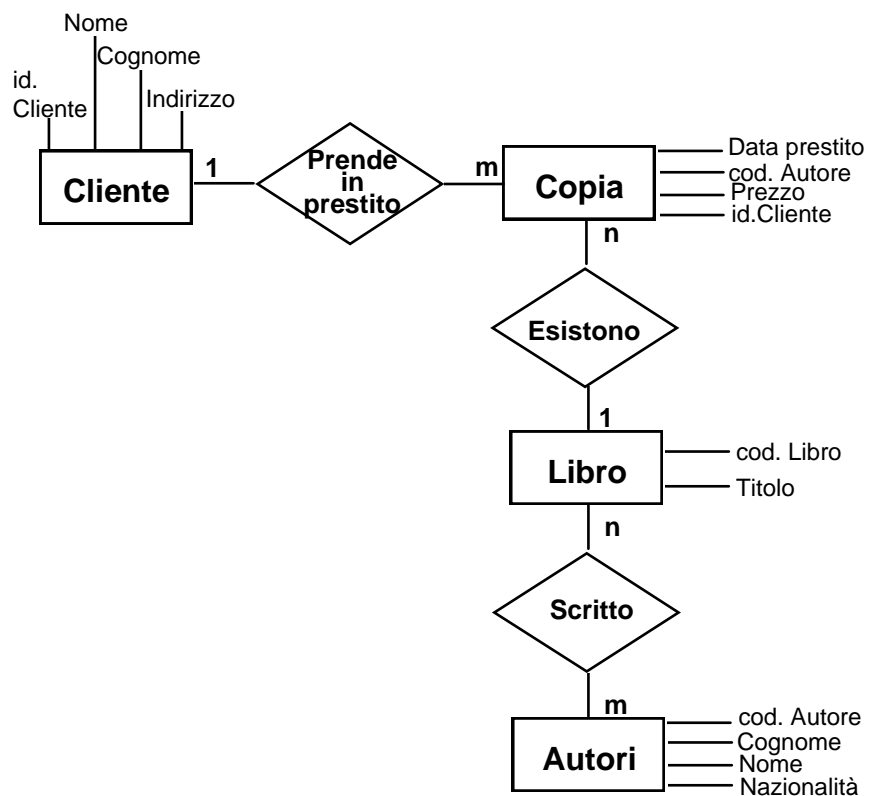 Nome
Cognome
id.
Cliente
Indirizzo
Cliente
1
Prende
in
prestito
m
Copia
Data prestito
cod. Autore
Prezzo
id.Cliente
n
Esistono
1
Libro
cod. Libro
Titolo
n
Scritto
m
Autori
cod. Autore
Cognome
Nome
Nazionalità